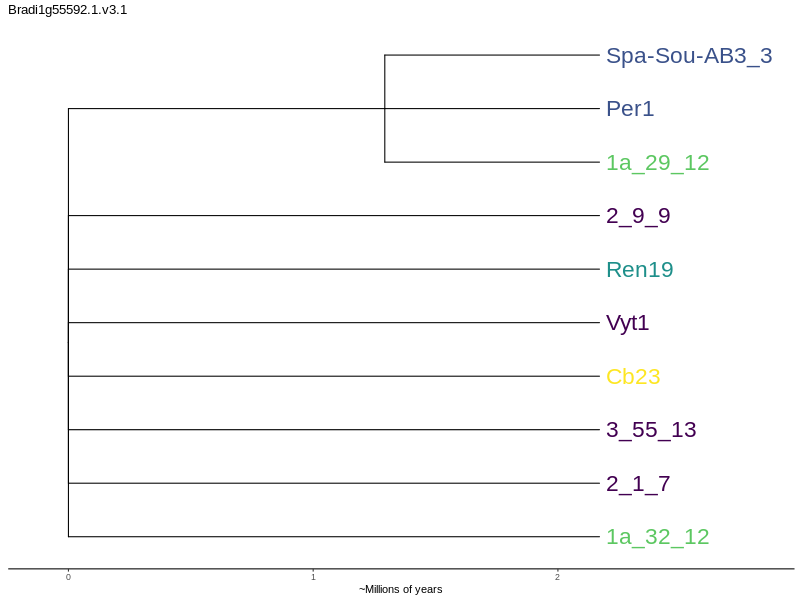 Bradi1g55592.1.v3.1
Spa-Sou-AB3_3
Per1
1a_29_12
2_9_9
Ren19
Vyt1
Cb23
3_55_13
2_1_7
1a_32_12
0 1 2
~Millions of years